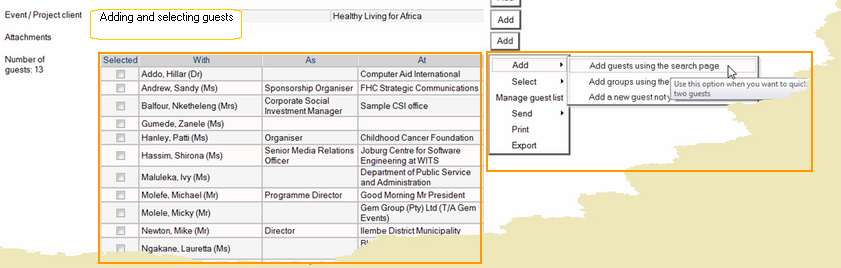 Event / Project client
Adding and selecting guests
Healthy Living for Africa
Add
Attachments
Add
Number of
guests: 13
Selected With As At
Addo, Hillar (Dr) Computer Aid International
Andrew, Sandy (Ms) Sponsorship Organiser FHC Strategic Communications
Balfour, Nketheleng (Mrs) Corporate Social Investment Manager Sample CSI office
Gumede, Zanele (Ms)
Hanley, Patti (Ms) Organiser Childhood Cancer Foundation
Hassim, Shirona (Ms) Senior Media Relations Officer Joburg Centre for Software Engineering at WITS
Maluleka, Ivy (Ms) Department of Public Service and Administration
Molefe, Michael (Mr) Programme Director Good Morning Mr President
Molele, Micky (Mr) Gem Group (Pty) Ltd (T/A Gem Events)
Newton, Mike (Mr) Director Ilembe District Municipality
Ngakane, Lauretta (Ms)
Add
Select
Manage guest list
Send
Print
Export
Add guests using the search page
Add groups using the
Add a new guest not y
Use this option when you want to quic
two guests